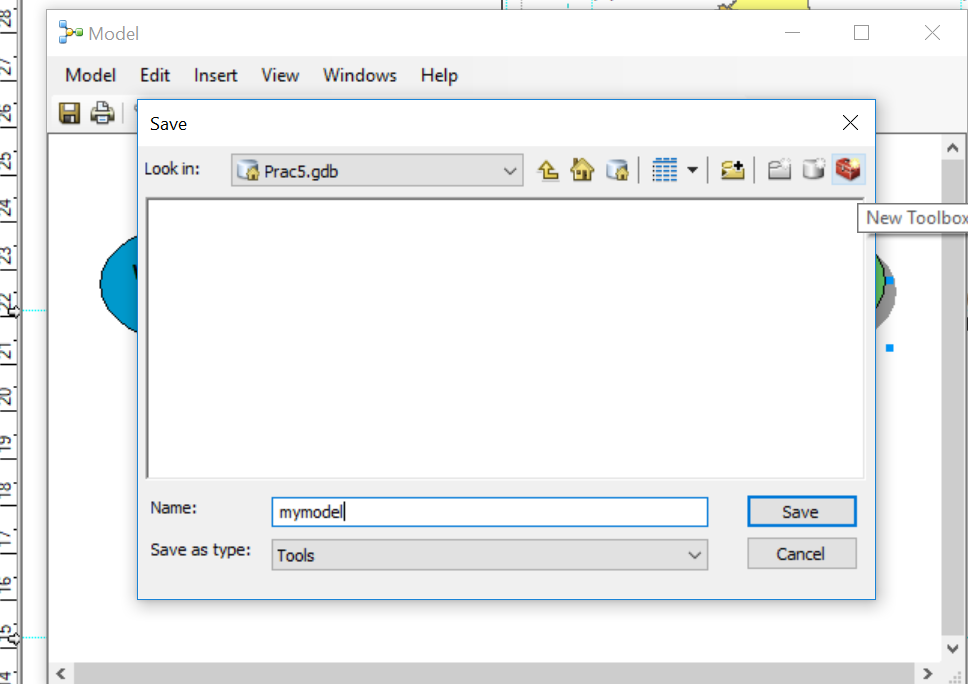 Model
Model Edit Insert View Windows Help
Save
Look in: Prac5.gdb
New Toolbox
Name: mymodel Save
Save as type: Tools Cancel
28
27
26
25
24
23
22
21
20
19
18
17
16
15
14